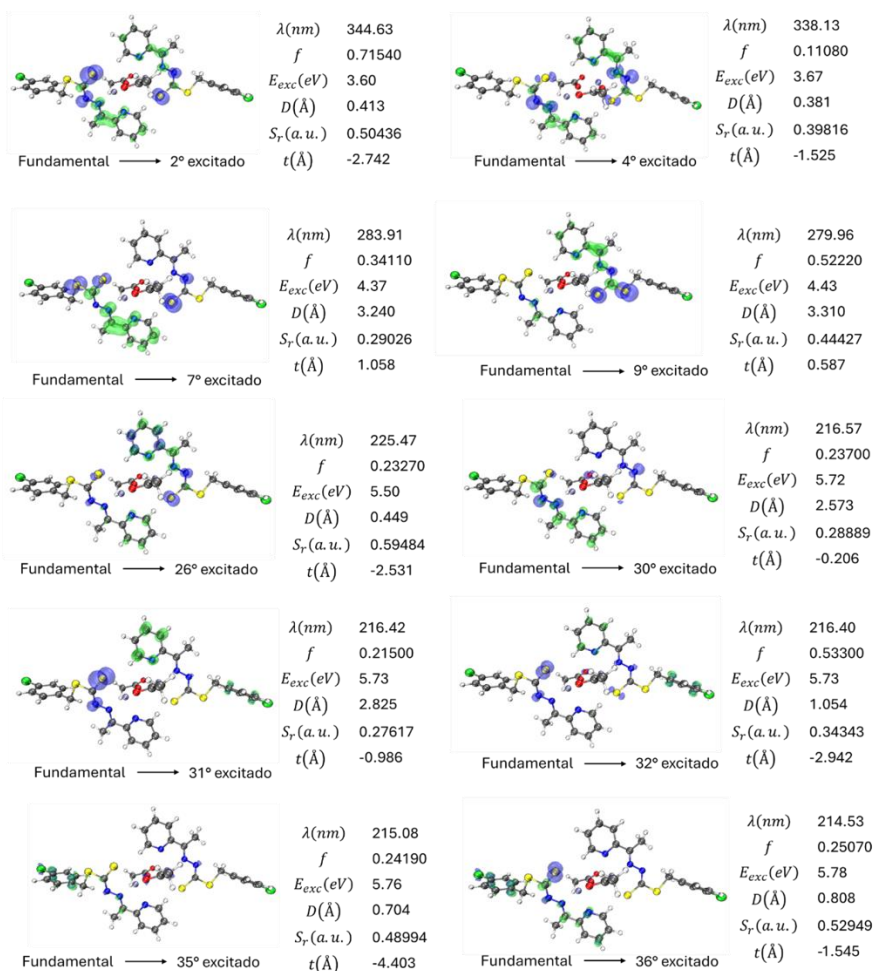 λ(nm) 344.63
f 0.71540
E_exc(eV) 3.60
D(Å) 0.413
S_r(a.u.) 0.50436
t(Å) -2.742
Fundamental → 2º excitado
λ(nm) 338.13
f 0.11080
E_exc(eV) 3.67
D(Å) 0.381
S_r(a.u.) 0.39816
t(Å) -1.525
Fundamental → 4º excitado
λ(nm) 283.91
f 0.34110
E_exc(eV) 4.37
D(Å) 3.240
S_r(a.u.) 0.29026
t(Å) 1.058
Fundamental → 7º excitado
λ(nm) 279.96
f 0.52220
E_exc(eV) 4.43
D(Å) 3.310
S_r(a.u.) 0.44427
t(Å) 0.587
Fundamental → 9º excitado
λ(nm) 225.47
f 0.23270
E_exc(eV) 5.50
D(Å) 0.449
S_r(a.u.) 0.59484
t(Å) -2.531
Fundamental → 26º excitado
λ(nm) 216.57
f 0.23700
E_exc(eV) 5.72
D(Å) 2.573
S_r(a.u.) 0.28889
t(Å) -0.206
Fundamental → 30º excitado
λ(nm) 216.42
f 0.21500
E_exc(eV) 5.73
D(Å) 2.825
S_r(a.u.) 0.27617
t(Å) -0.986
Fundamental → 31º excitado
λ(nm) 216.40
f 0.53300
E_exc(eV) 5.73
D(Å) 1.054
S_r(a.u.) 0.34343
t(Å) -2.942
Fundamental → 32º excitado
λ(nm) 215.08
f 0.24190
E_exc(eV) 5.76
D(Å) 0.704
S_r(a.u.) 0.48994
t(Å) -4.403
Fundamental → 35º excitado
λ(nm) 214.53
f 0.25070
E_exc(eV) 5.78
D(Å) 0.808
S_r(a.u.) 0.52949
t(Å) -1.545
Fundamental → 36º excitado